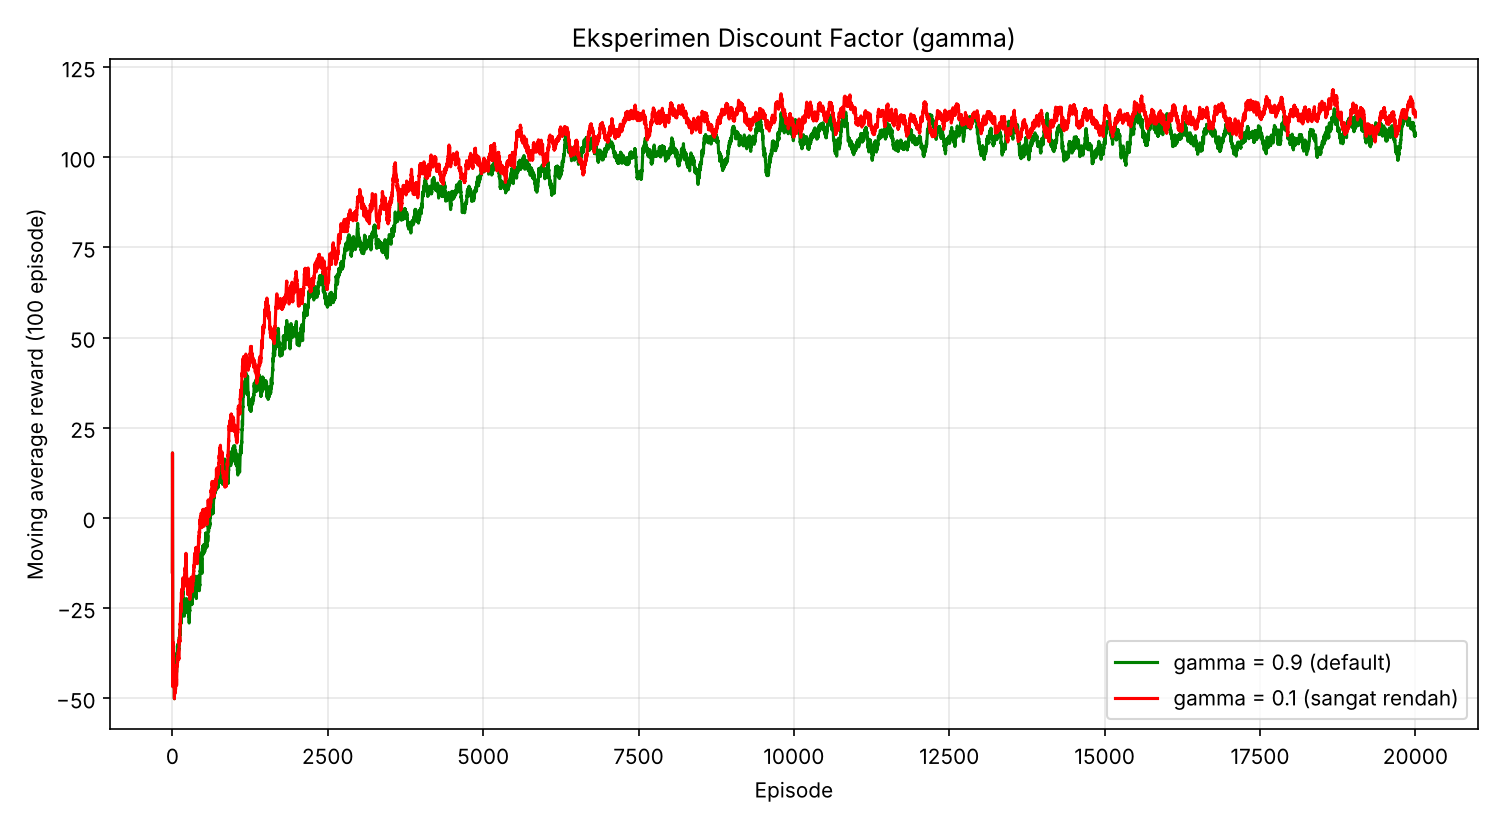 Eksperimen Discount Factor (gamma)
Moving average reward (100 episode)
125
100
75
50
25
0
−25
−50
gamma = 0.9 (default)
gamma = 0.1 (sangat rendah)
0 2500 5000 7500 10000 12500 15000 17500 20000
Episode